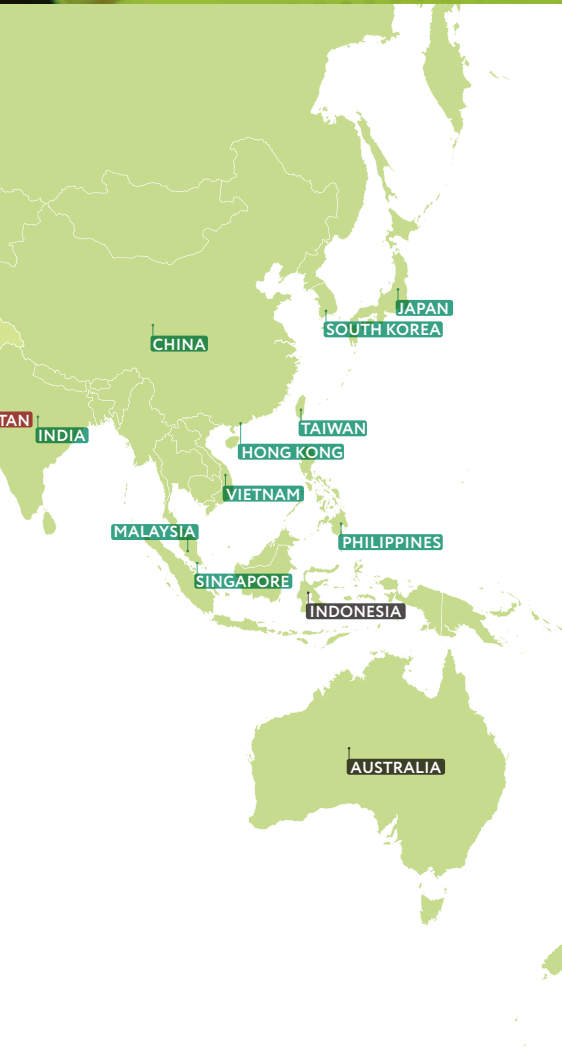 JAPAN
SOUTH KOREA
CHINA
TAN
INDIA
TAIWAN
HONG KONG
VIETNAM
MALAYSIA
PHILIPPINES
SINGAPORE
INDONESIA
AUSTRALIA